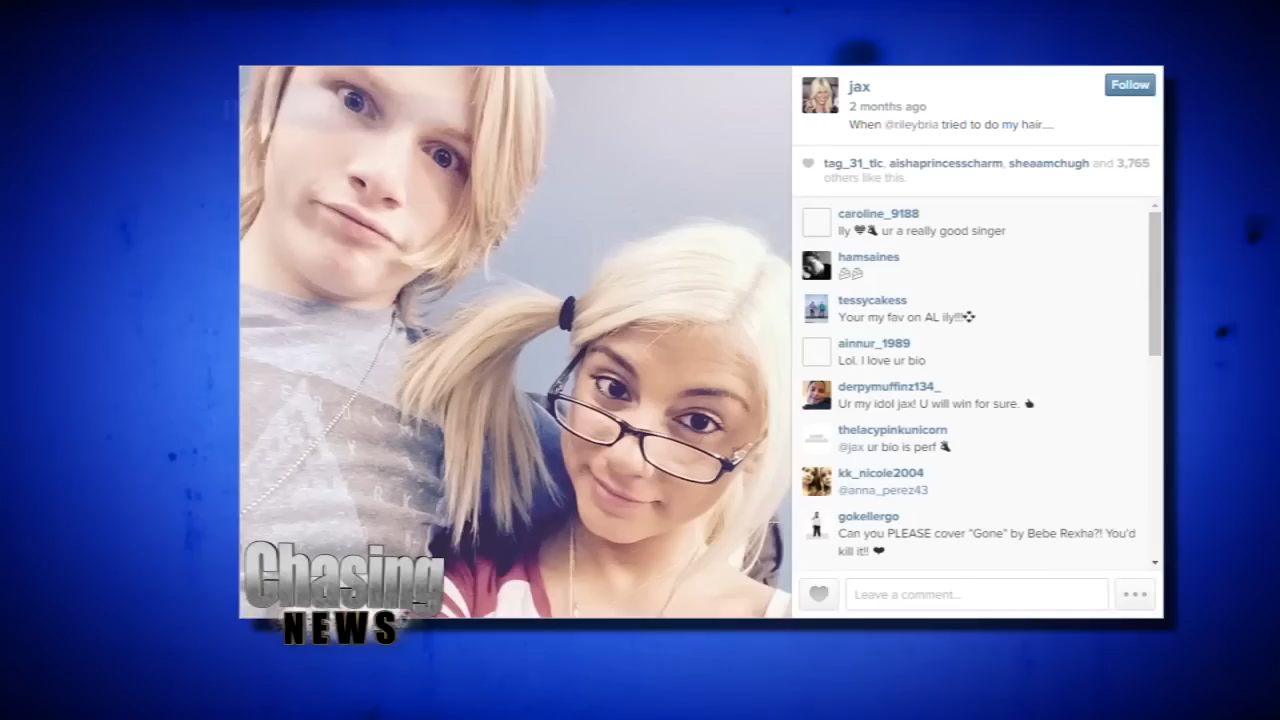 jax
Follow
2 months ago
When @rileybria tried to do my hair.....
tag_31_tlc, aishaprincesscharm, sheaamchugh and 3,765
others like this.
caroline_9188
Ily ur a really good singer
hamsaines
tessycakess
Your my fav on AI. ily!!!
ainnur_1989
Lol. I love ur bio
derpymuffinz134_
Ur my idol jax! U will win for sure.
thelacypinkunicorn
@jax ur bio is perf
kk_nicole2004
@anna_perez43
gokellergo
Can you PLEASE cover "Gone" by Bebe Rexha?! You'd
kill it!!
Leave a comment...
Chasing
NEWS